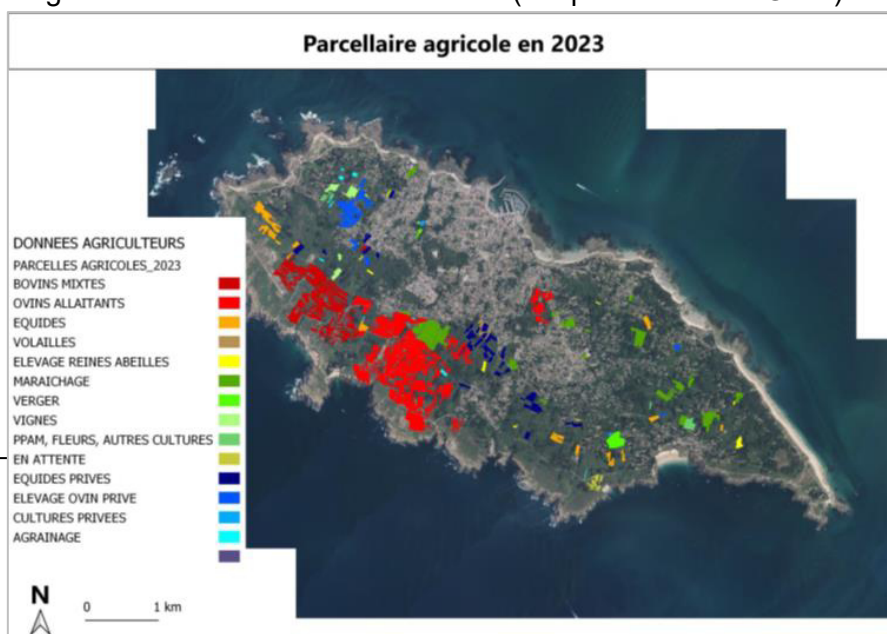 Parcellaire agricole en 2023
DONNEES AGRICULTEURS
PARCELLES AGRICOLES_2023
BOVINS MIXTES
OVINS ALLAITANTS
EQUIDES
VOLAILLES
ELEVAGE REINES ABEILLES
MARAICHAGE
VERGER
VIGNES
PPAM, FLEURS, AUTRES CULTURES
EN ATTENTE
EQUIDES PRIVES
ELEVAGE OVIN PRIVE
CULTURES PRIVEES
AGRAINAGE
N
0 1 km